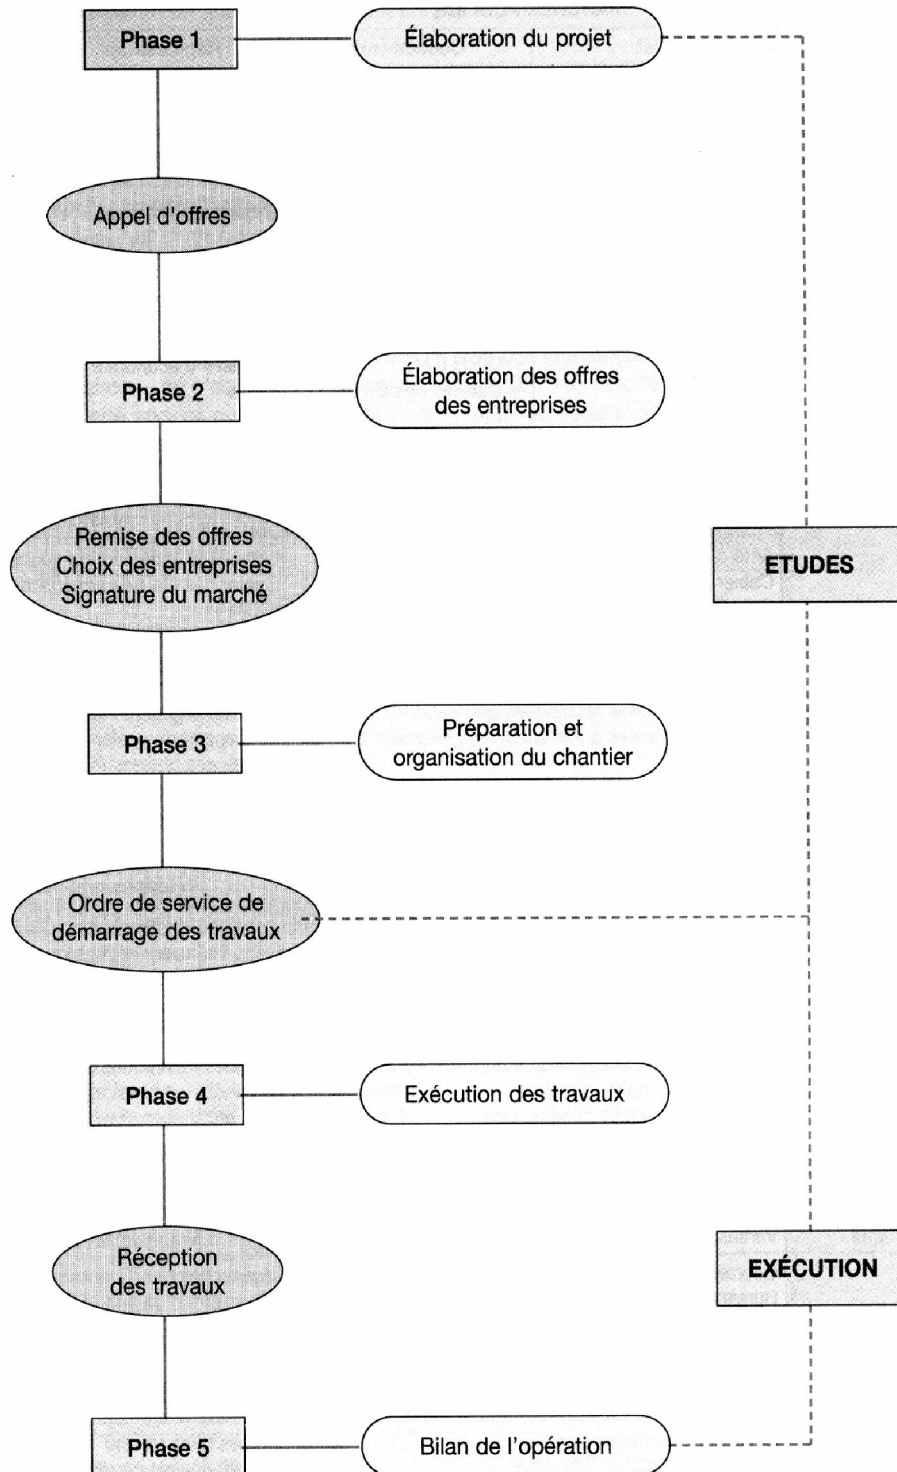 Phase 1
Élaboration du projet
Appel d'offres
Phase 2
Élaboration des offres
des entreprises
Remise des offres
Choix des entreprises
Signature du marché
ETUDES
Phase 3
Préparation et
organisation du chantier
Ordre de service de
démarrage des travaux
Phase 4
Exécution des travaux
Réception
des travaux
EXÉCUTION
Phase 5
Bilan de l'opération